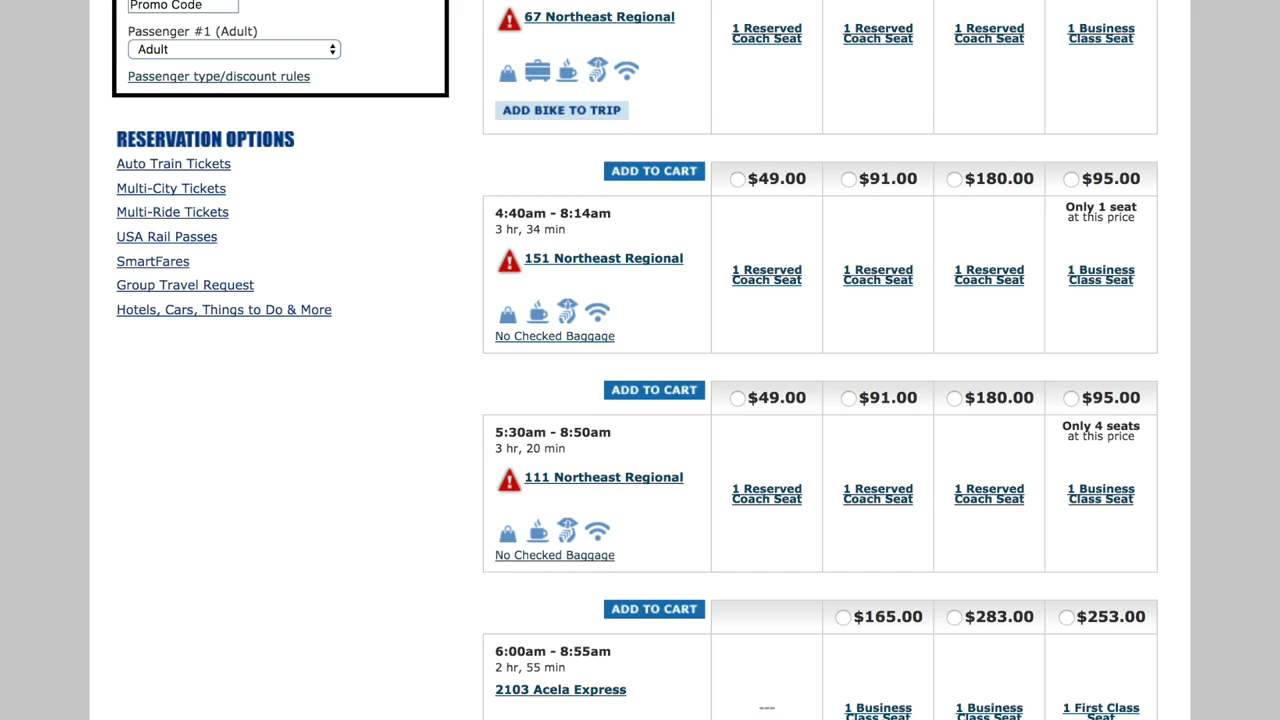 Promo Code
Passenger #1 (Adult)
Adult
Passenger type/discount rules
RESERVATION OPTIONS
Auto Train Tickets
Multi-City Tickets
Multi-Ride Tickets
USA Rail Passes
SmartFares
Group Travel Request
Hotels, Cars, Things to Do & More
67 Northeast Regional
ADD BIKE TO TRIP
1 Reserved
Coach Seat
1 Reserved
Coach Seat
1 Reserved
Coach Seat
1 Business
Class Seat
ADD TO CART
$49.00
$91.00
$180.00
$95.00
4:40am - 8:14am
3 hr, 34 min
151 Northeast Regional
No Checked Baggage
1 Reserved
Coach Seat
1 Reserved
Coach Seat
1 Reserved
Coach Seat
Only 1 seat
at this price
1 Business
Class Seat
ADD TO CART
$49.00
$91.00
$180.00
$95.00
5:30am - 8:50am
3 hr, 20 min
111 Northeast Regional
No Checked Baggage
1 Reserved
Coach Seat
1 Reserved
Coach Seat
1 Reserved
Coach Seat
Only 4 seats
at this price
1 Business
Class Seat
ADD TO CART
$165.00
$283.00
$253.00
6:00am - 8:55am
2 hr, 55 min
2103 Acela Express
---
1 Business
Class Seat
1 Business
Class Seat
1 First Class
Seat